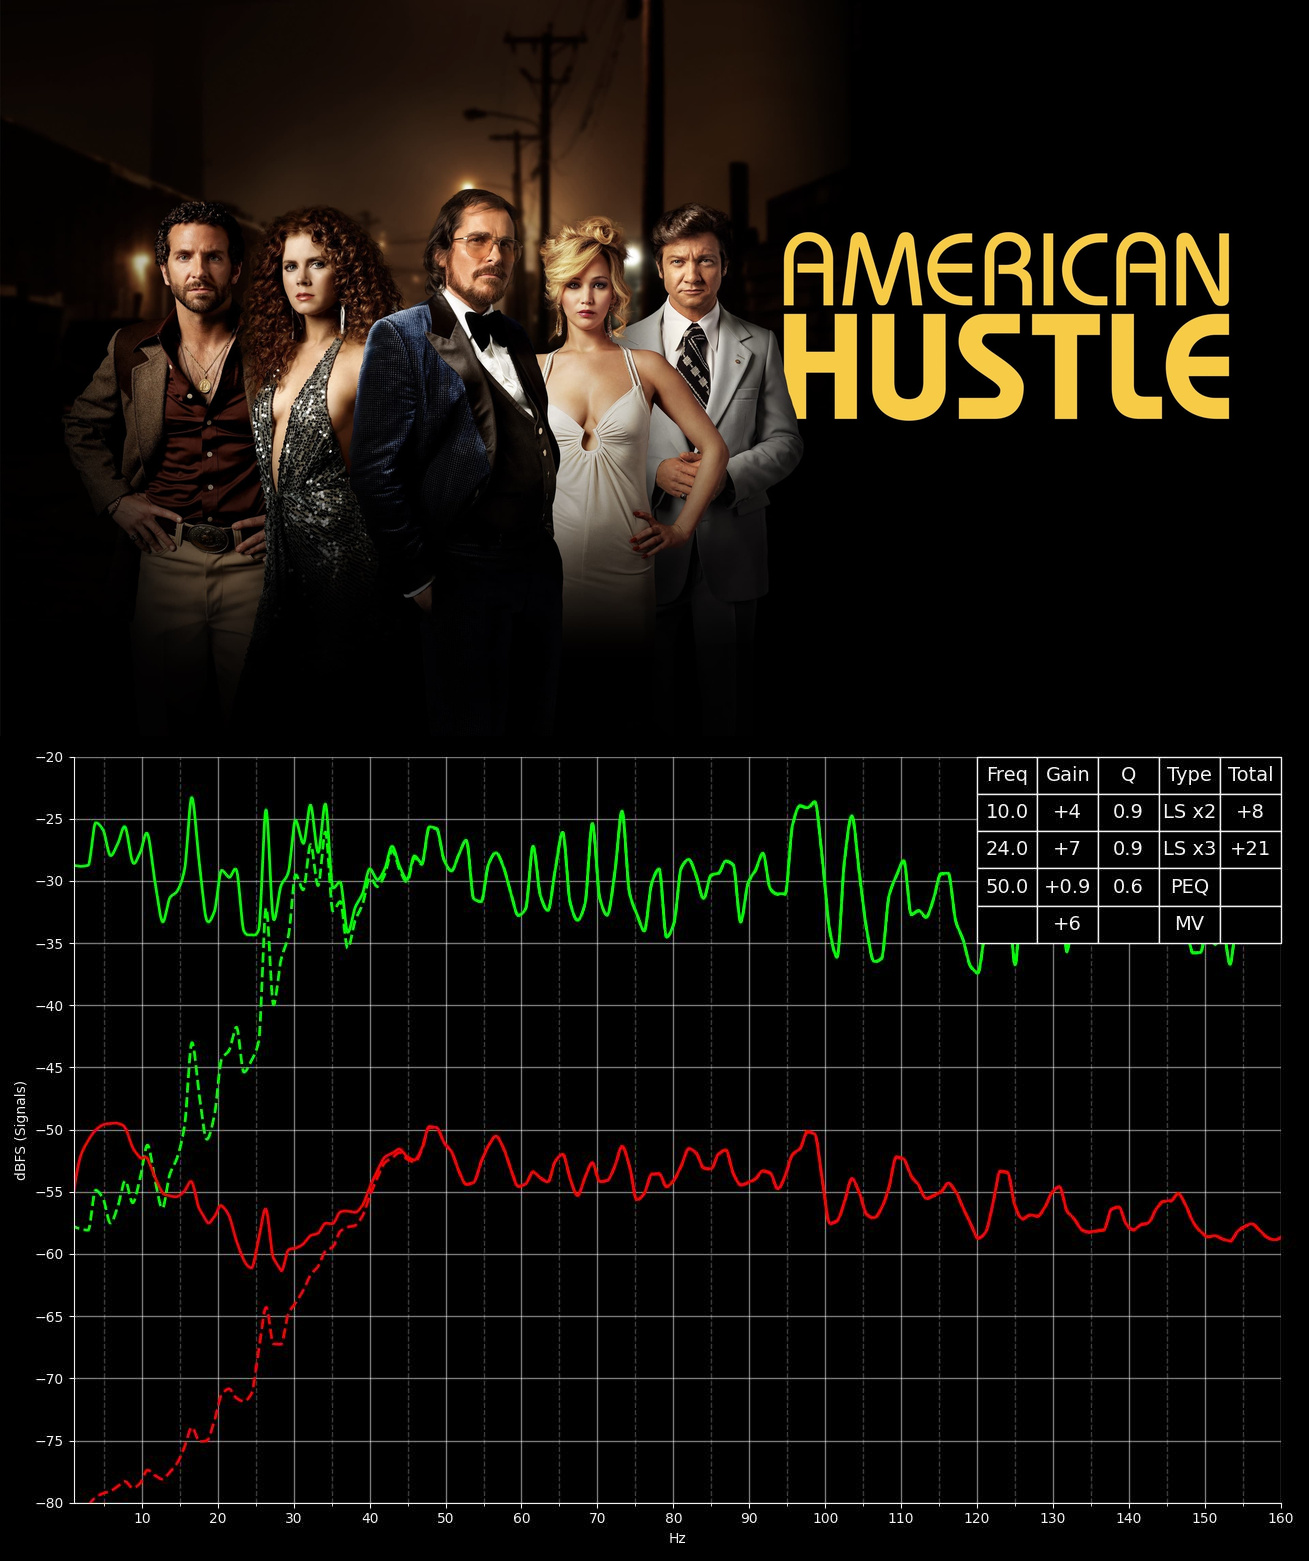 AMERICAN
HUSTLE
Freq Gain Q Type Total
10.0 +4 0.9 LS x2 +8
24.0 +7 0.9 LS x3 +21
50.0 +0.9 0.6 PEQ
+6 MV
−20
−25
−30
−35
−40
−45
−50
−55
−60
−65
−70
−75
−80
dBFS (Signals)
10 20 30 40 50 60 70 80 90 100 110 120 130 140 150 160
Hz